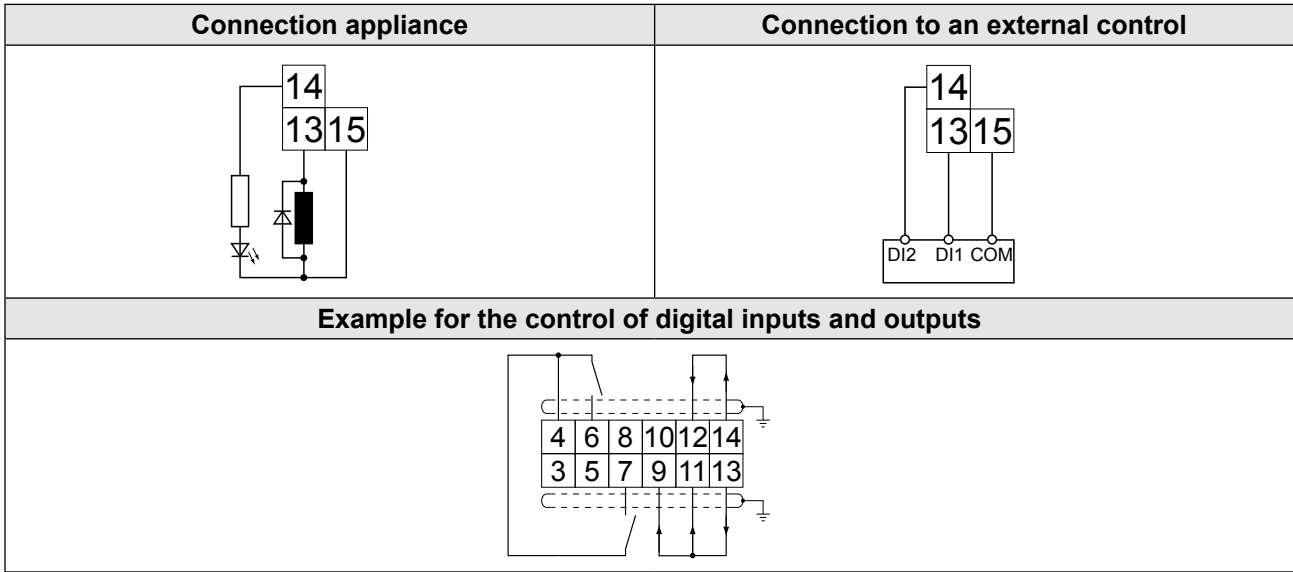 Connection appliance
Connection to an external control
14
13 15
14
13 15
DI2 DI1 COM
Example for the control of digital inputs and outputs
4 6 8 10 12 14
3 5 7 9 11 13